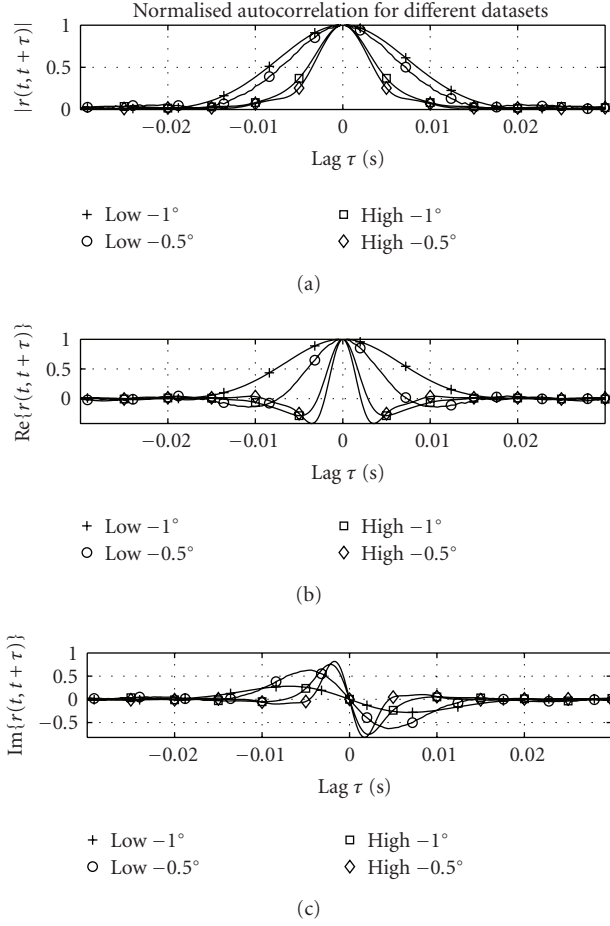 Normalised autocorrelation for different datasets
|r(t, t + τ)|
1
0.5
0
−0.02 −0.01 0 0.01 0.02
Lag τ (s)
Low −1° High −1°
Low −0.5° High −0.5°
(a)
Re{r(t, t + τ)}
1
0.5
0
−0.02 −0.01 0 0.01 0.02
Lag τ (s)
Low −1° High −1°
Low −0.5° High −0.5°
(b)
Im{r(t, t + τ)}
1
0.5
0
−0.5
−0.02 −0.01 0 0.01 0.02
Lag τ (s)
Low −1° High −1°
Low −0.5° High −0.5°
(c)